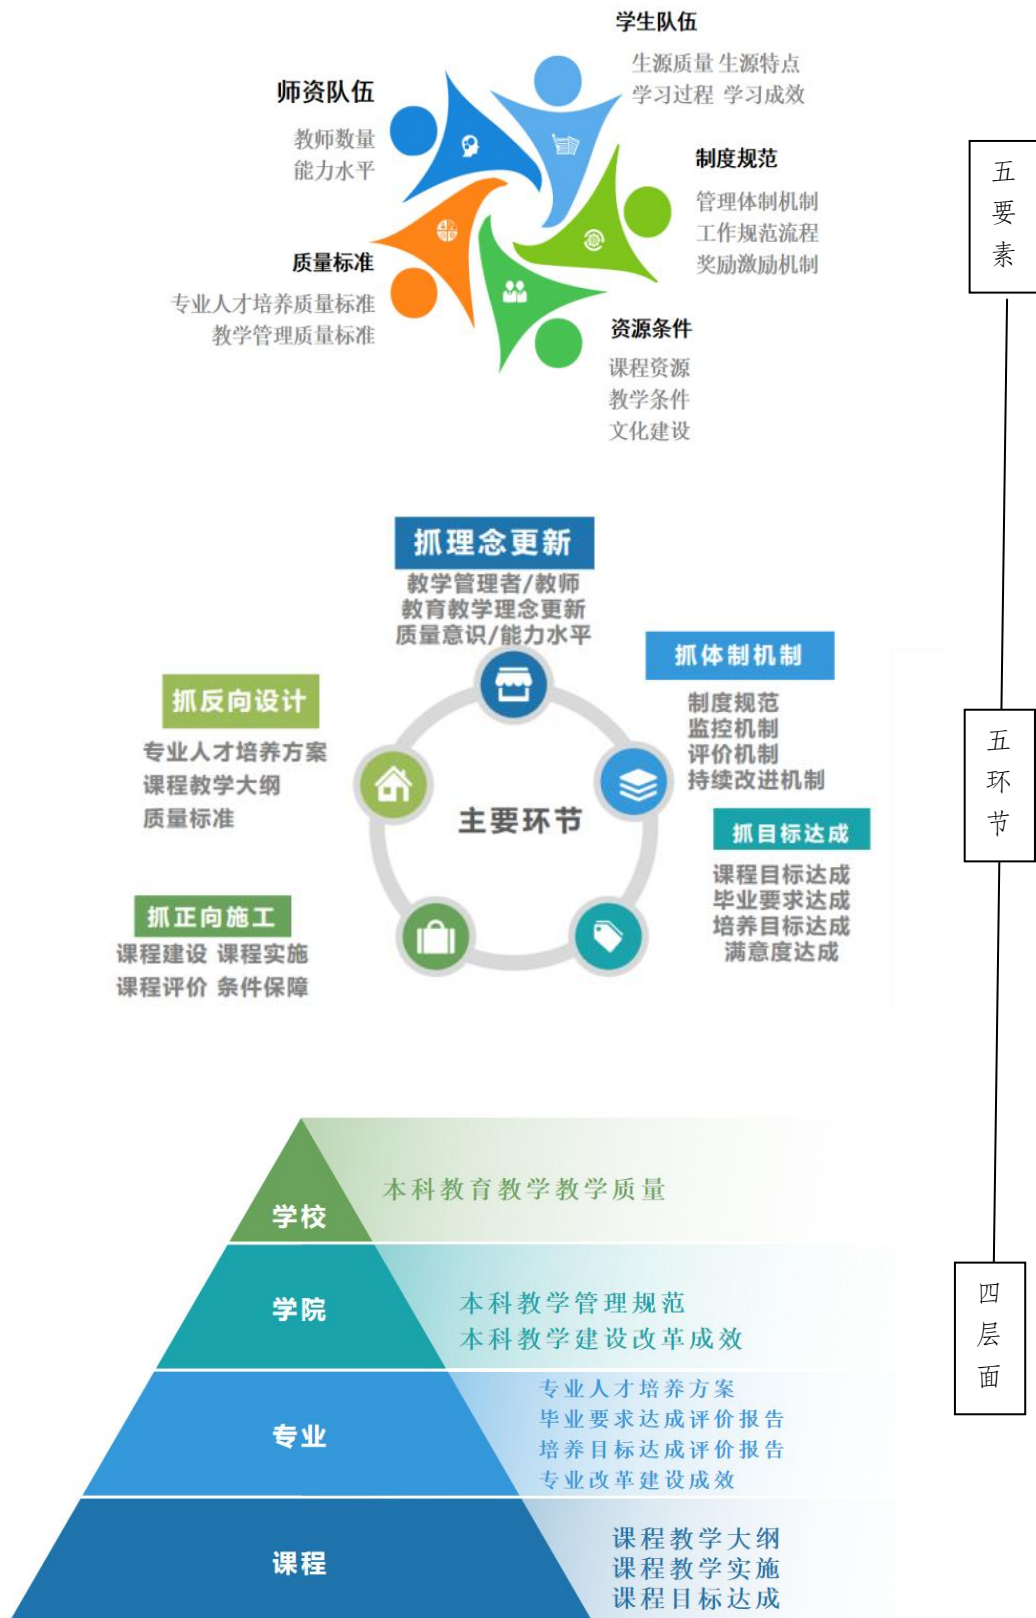 学生队伍
生源质量 生源特点
学习过程 学习成效
师资队伍
教师数量
能力水平
制度规范
管理体制机制
工作规范流程
奖励激励机制
质量标准
专业人才培养质量标准
教学管理质量标准
资源条件
课程资源
教学条件
文化建设
五
要
素
抓理念更新
教学管理者/教师
教育教学理念更新
质量意识/能力水平
抓体制机制
制度规范
监控机制
评价机制
持续改进机制
抓反向设计
专业人才培养方案
课程教学大纲
质量标准
主要环节
抓目标达成
课程目标达成
毕业要求达成
培养目标达成
满意度达成
抓正向施工
课程建设 课程实施
课程评价 条件保障
五
环
节
学校
本科教育教学教学质量
学院
本科教学管理规范
本科教学建设改革成效
专业
专业人才培养方案
毕业要求达成评价报告
培养目标达成评价报告
专业改革建设成效
课程
课程教学大纲
课程教学实施
课程目标达成
四
层
面